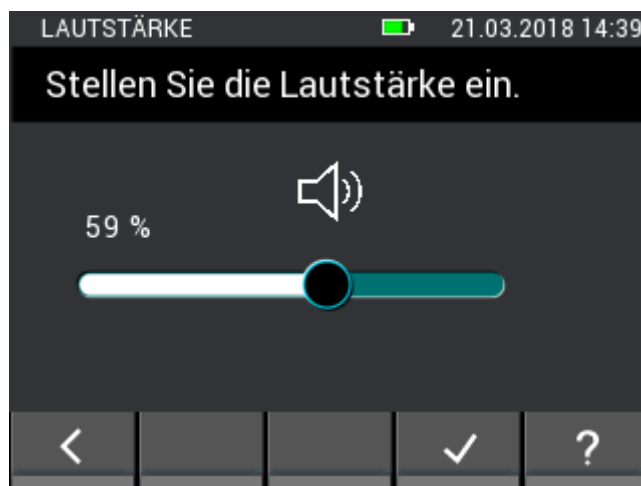 LAUTSTÄRKE 21.03.2018 14:39
Stellen Sie die Lautstärke ein.
59 %
?